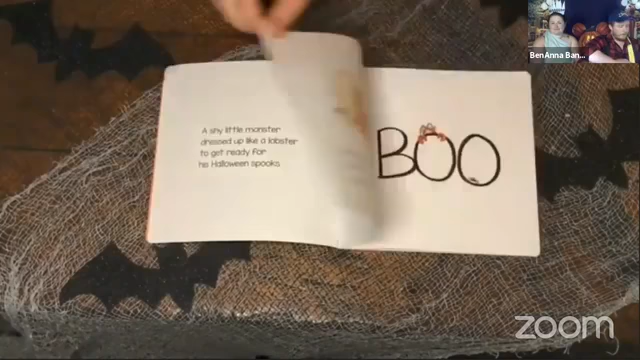 BenAnna Ban...
A shy little monster
dressed up like a lobster
to get ready for
his Halloween spooks
BOO
zoom